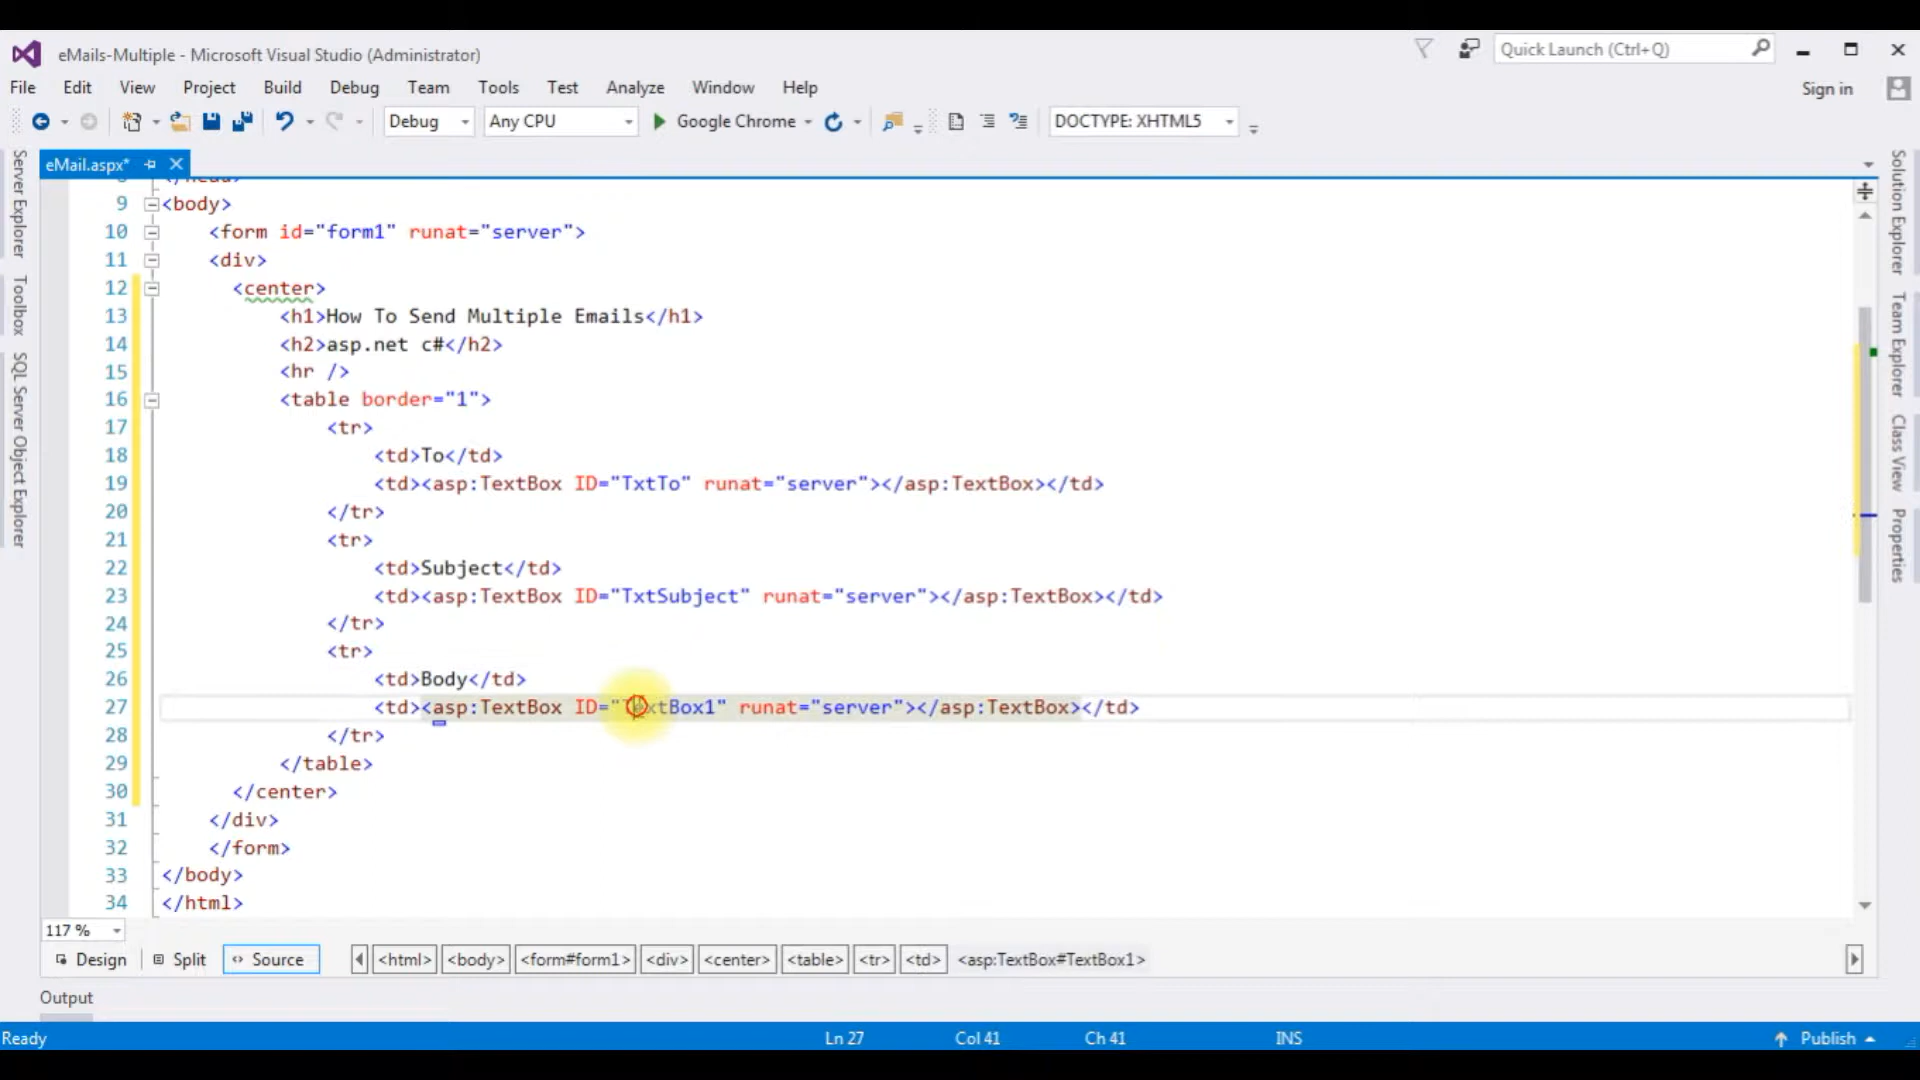 eMails-Multiple - Microsoft Visual Studio (Administrator)
Quick Launch (Ctrl+Q)
File Edit View Project Build Debug Team Tools Test Analyze Window Help
Sign in
Debug Any CPU Google Chrome DOCTYPE: XHTML5
eMail.aspx*
Server Explorer
Toolbox
SQL Server Object Explorer
9 <body>
10 <form id="form1" runat="server">
11 <div>
12 <center>
13 <h1>How To Send Multiple Emails</h1>
14 <h2>asp.net c#</h2>
15 <hr />
16 <table border="1">
17 <tr>
18 <td>To</td>
19 <td><asp:TextBox ID="TxtTo" runat="server"></asp:TextBox></td>
20 </tr>
21 <tr>
22 <td>Subject</td>
23 <td><asp:TextBox ID="TxtSubject" runat="server"></asp:TextBox></td>
24 </tr>
25 <tr>
26 <td>Body</td>
27 <td><asp:TextBox ID="TextBox1" runat="server"></asp:TextBox></td>
28 </tr>
29 </table>
30 </center>
31 </div>
32 </form>
33 </body>
34 </html>
Solution Explorer
Team Explorer
Class View
Properties
117 %
Design Split Source <html> <body> <form#form1> <div> <center> <table> <tr> <td> <asp:TextBox#TextBox1>
Output
Ready Ln 27 Col 41 Ch 41 INS Publish